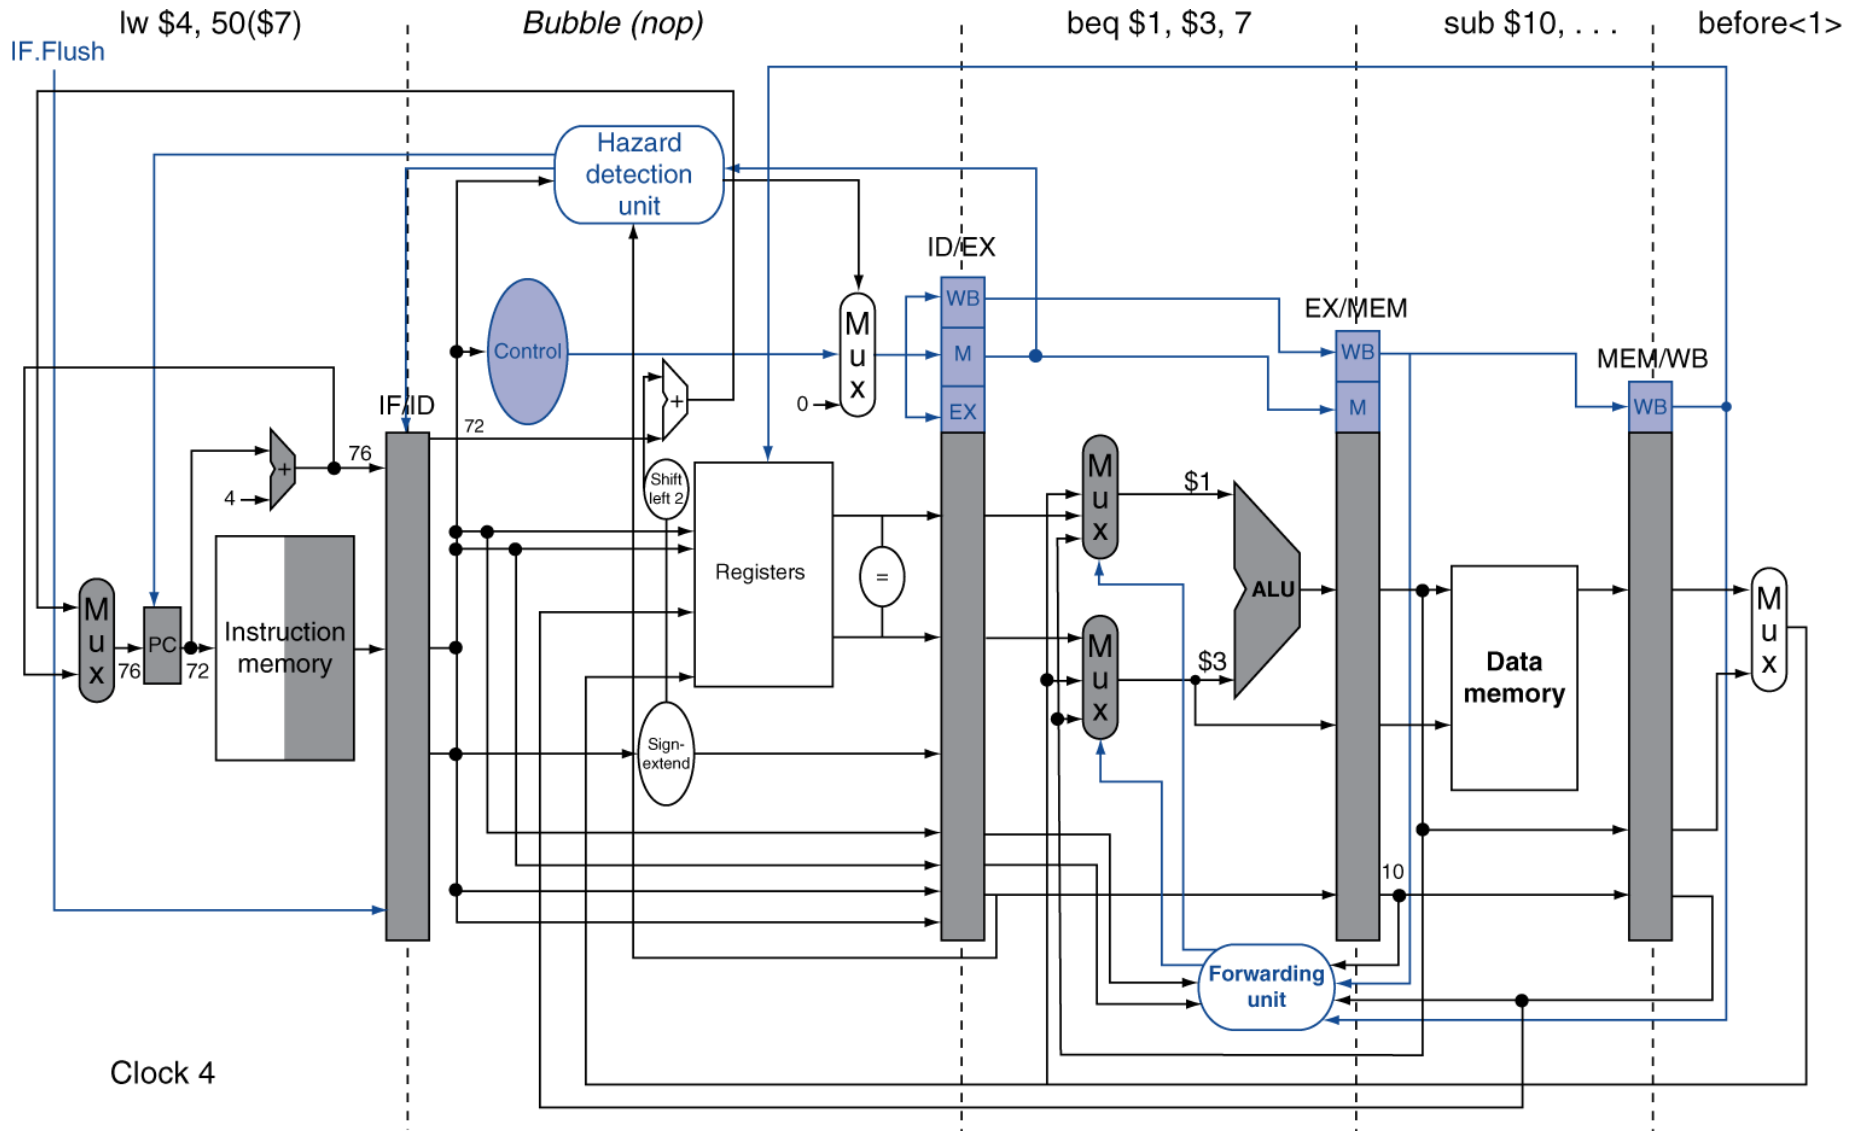 lw $4, 50($7)
Bubble (nop)
beq $1, $3, 7
sub $10, . . .
before<1>
IF.Flush
Hazard
detection
unit
ID/EX
WB
M
EX
EX/MEM
WB
M
MEM/WB
WB
Control
M
u
x
0
+
IF/ID
72
76
+
4
Shift
left 2
Registers
=
M
u
x
$1
ALU
M
u
x
$3
Data
memory
M
u
x
M
u
x
76
PC
72
Instruction
memory
Sign-
extend
10
Forwarding
unit
Clock 4